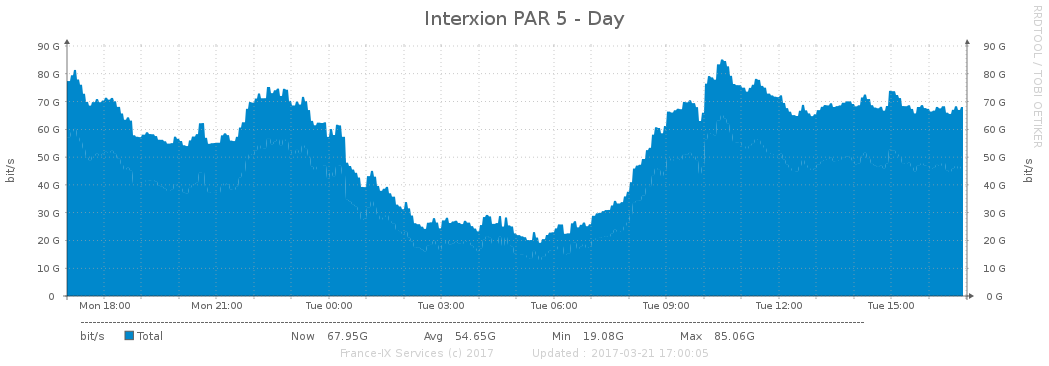 Interxion PAR 5 - Day
RRDTOOL / TOBI OETIKER
90 G 90 G
80 G 80 G
70 G 70 G
60 G 60 G
50 G 50 G
40 G 40 G
30 G 30 G
20 G 20 G
10 G 10 G
0 0 G
bit/s bit/s
Mon 18:00 Mon 21:00 Tue 00:00 Tue 03:00 Tue 06:00 Tue 09:00 Tue 12:00 Tue 15:00
bit/s Total Now 67.95G Avg 54.65G Min 19.08G Max 85.06G
France-IX Services (c) 2017 Updated : 2017-03-21 17:00:05